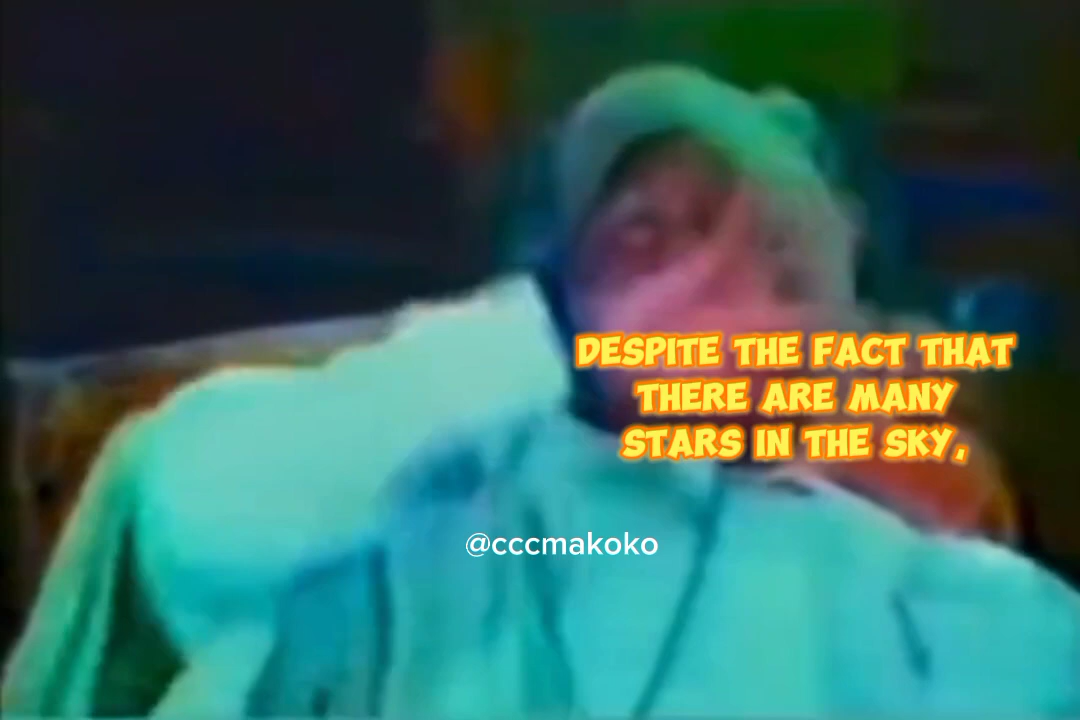 DESPITE THE FACT THAT
THERE ARE MANY
STARS IN THE SKY,
@cccmakoko